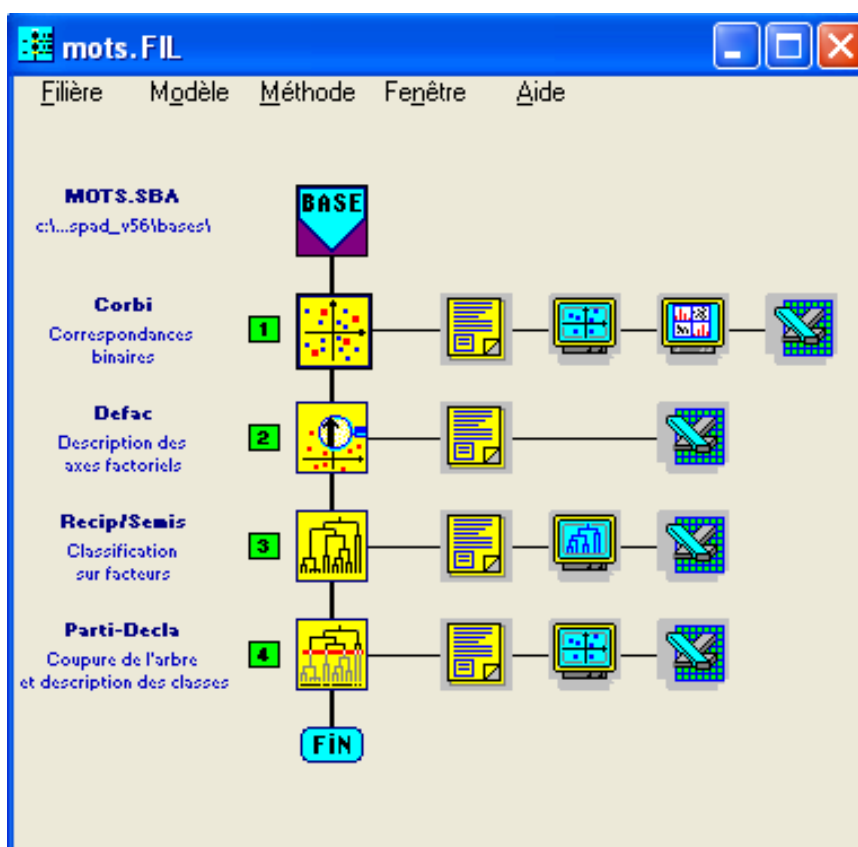 mots.FIL
Filière Modèle Méthode Fenêtre Aide
MOTS.SBA
c:\...spad_v56\bases\
BASE
Corbi
Correspondances
binaires
1
Defac
Description des
axes factoriels
2
Recip/Semis
Classification
sur facteurs
3
Parti-Decla
Coupure de l'arbre
et description des classes
4
FIN